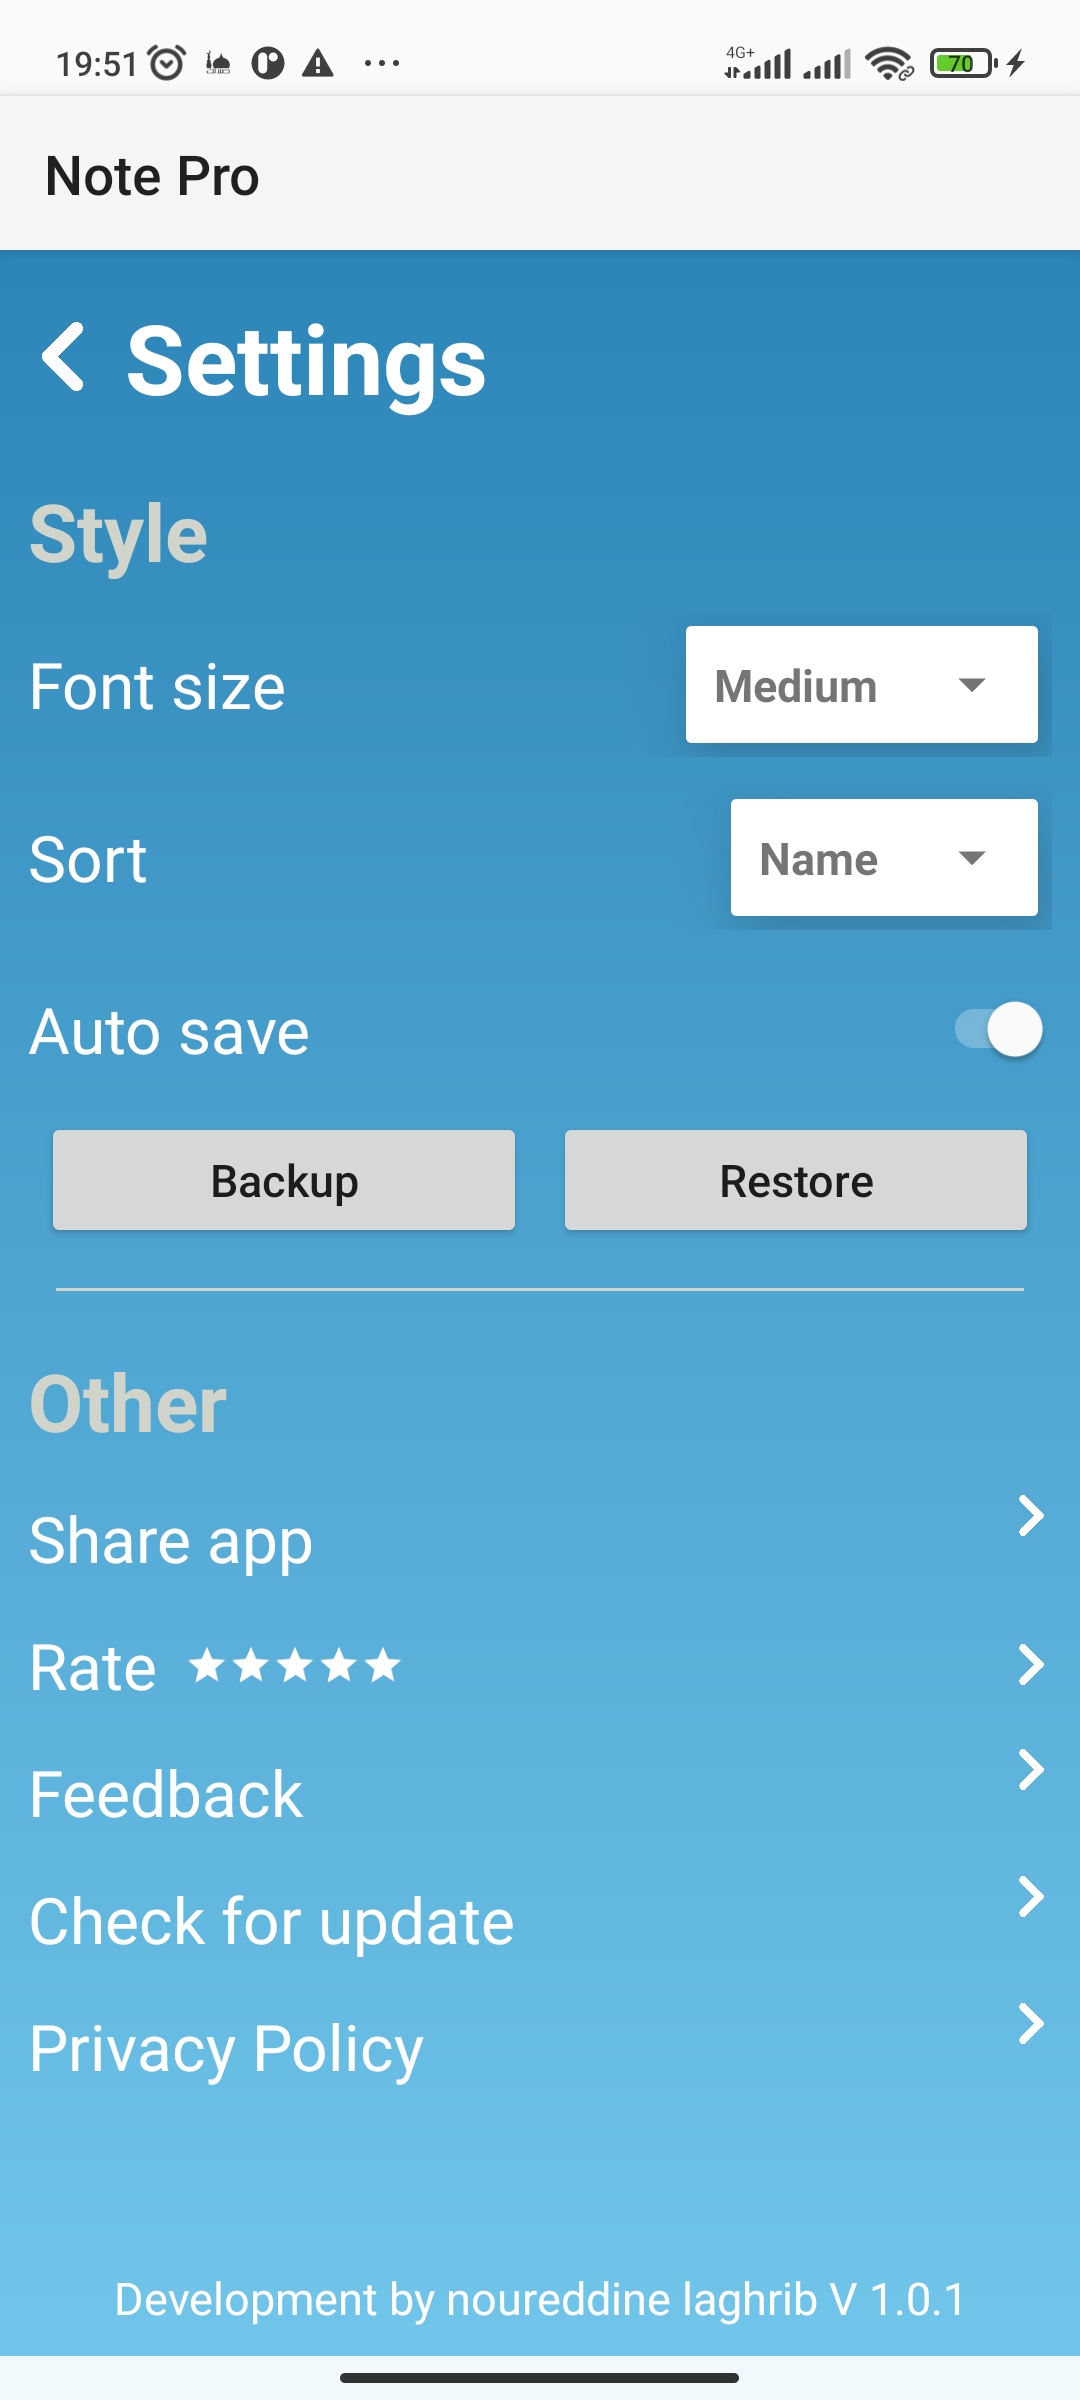 19:51
4G+
70
Note Pro
Settings
Style
Font size
Medium
Sort
Name
Auto save
Backup
Restore
Other
Share app
Rate ★★★★★
Feedback
Check for update
Privacy Policy
Development by noureddine laghrib V 1.0.1